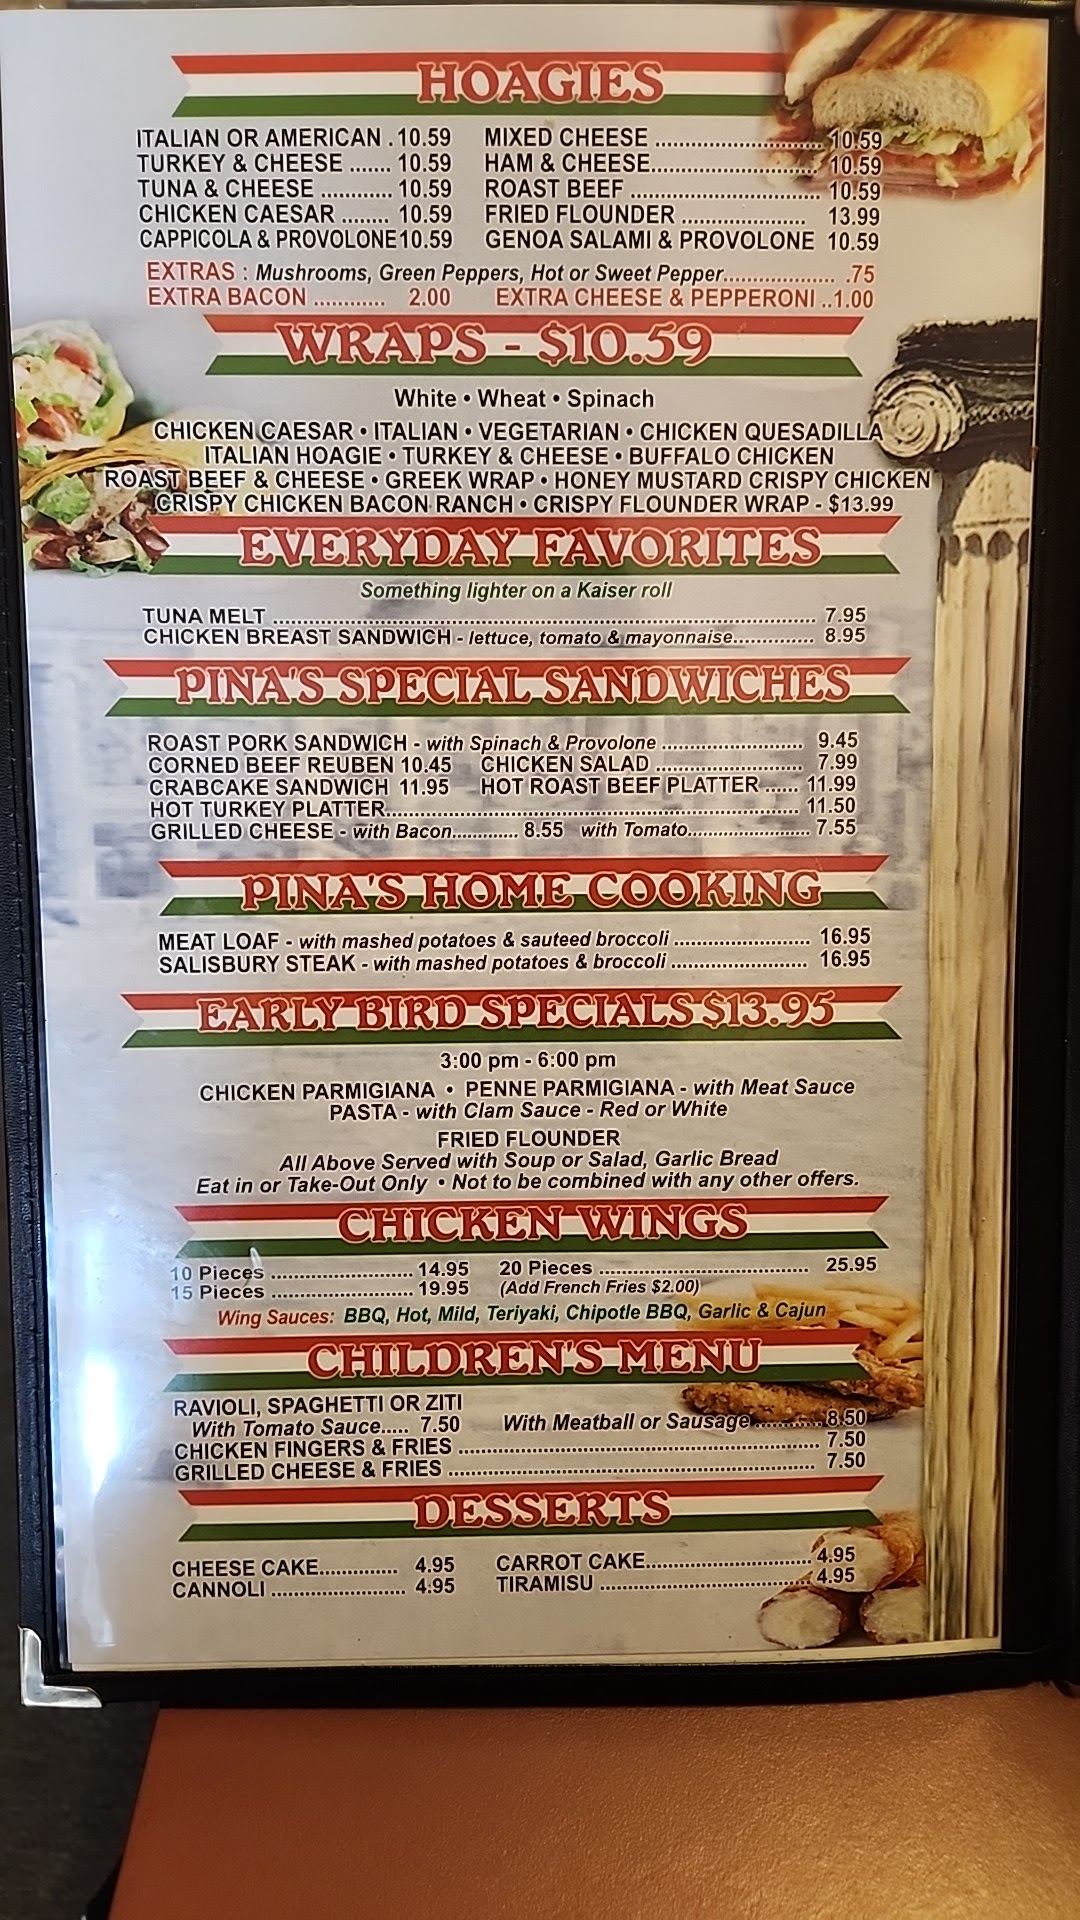 HOAGIES
ITALIAN OR AMERICAN . 10.59 MIXED CHEESE ........................... 10.59
TURKEY & CHEESE ....... 10.59 HAM & CHEESE........................... 10.59
TUNA & CHEESE ............ 10.59 ROAST BEEF ............................... 10.59
CHICKEN CAESAR ........ 10.59 FRIED FLOUNDER .................... 13.99
CAPPICOLA & PROVOLONE 10.59 GENOA SALAMI & PROVOLONE 10.59
EXTRAS : Mushrooms, Green Peppers, Hot or Sweet Pepper.................. .75
EXTRA BACON ............ 2.00 EXTRA CHEESE & PEPPERONI ..1.00
WRAPS - $10.59
White • Wheat • Spinach
CHICKEN CAESAR • ITALIAN • VEGETARIAN • CHICKEN QUESADILLA
ITALIAN HOAGIE • TURKEY & CHEESE • BUFFALO CHICKEN
ROAST BEEF & CHEESE • GREEK WRAP • HONEY MUSTARD CRISPY CHICKEN
CRISPY CHICKEN BACON RANCH • CRISPY FLOUNDER WRAP - $13.99
EVERYDAY FAVORITES
Something lighter on a Kaiser roll
TUNA MELT ........................................................................ 7.95
CHICKEN BREAST SANDWICH - lettuce, tomato & mayonnaise.............. 8.95
PINA'S SPECIAL SANDWICHES
ROAST PORK SANDWICH - with Spinach & Provolone ........................ 9.45
CORNED BEEF REUBEN 10.45 CHICKEN SALAD ......................... 7.99
CRABCAKE SANDWICH 11.95 HOT ROAST BEEF PLATTER ...... 11.99
HOT TURKEY PLATTER.................................................................. 11.50
GRILLED CHEESE - with Bacon............ 8.55 with Tomato...................... 7.55
PINA'S HOME COOKING
MEAT LOAF - with mashed potatoes & sauteed broccoli ........................ 16.95
SALISBURY STEAK - with mashed potatoes & broccoli ........................ 16.95
EARLY BIRD SPECIALS $13.95
3:00 pm - 6:00 pm
CHICKEN PARMIGIANA • PENNE PARMIGIANA - with Meat Sauce
PASTA - with Clam Sauce - Red or White
FRIED FLOUNDER
All Above Served with Soup or Salad, Garlic Bread
Eat in or Take-Out Only • Not to be combined with any other offers.
CHICKEN WINGS
10 Pieces ........................ 14.95 20 Pieces .................................... 25.95
15 Pieces ........................ 19.95 (Add French Fries $2.00)
Wing Sauces: BBQ, Hot, Mild, Teriyaki, Chipotle BBQ, Garlic & Cajun
CHILDREN'S MENU
RAVIOLI, SPAGHETTI OR ZITI
With Tomato Sauce..... 7.50 With Meatball or Sausage ........... 8.50
CHICKEN FINGERS & FRIES ............................................................ 7.50
GRILLED CHEESE & FRIES .............................................................. 7.50
DESSERTS
CHEESE CAKE.............. 4.95 CARROT CAKE............................ 4.95
CANNOLI ........................ 4.95 TIRAMISU .................................... 4.95